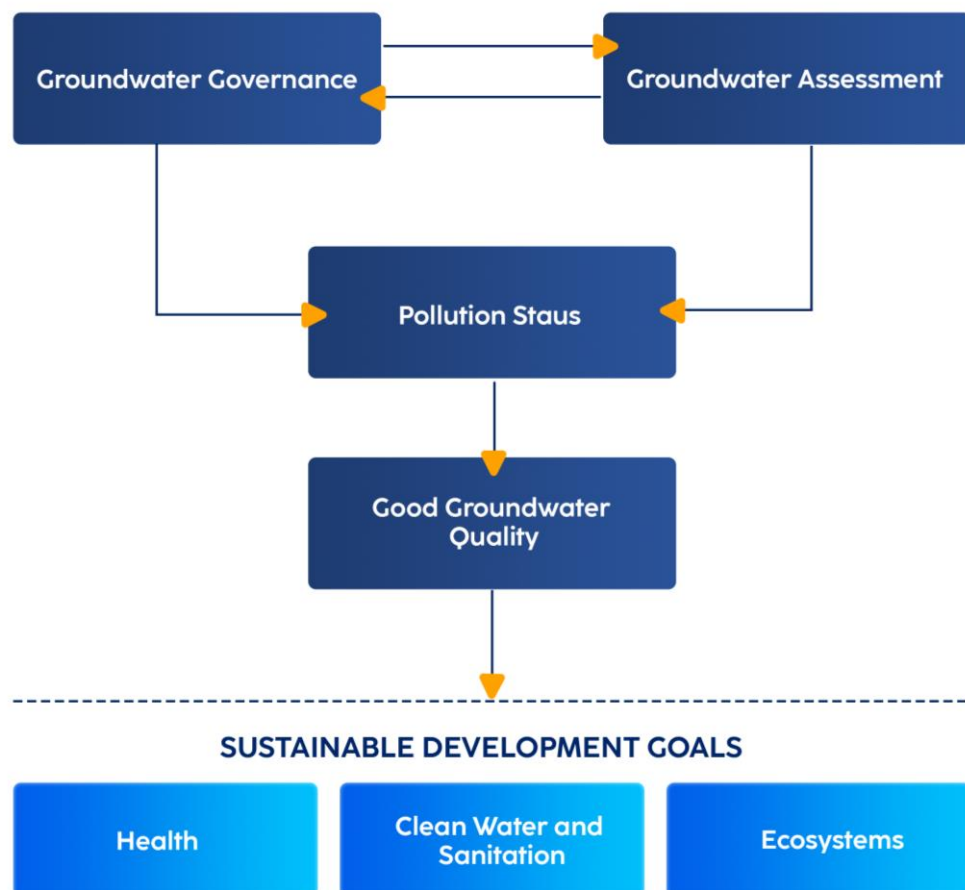 Groundwater Governance
Groundwater Assessment
Pollution Staus
Good Groundwater
Quality
SUSTAINABLE DEVELOPMENT GOALS
Health
Clean Water and
Sanitation
Ecosystems